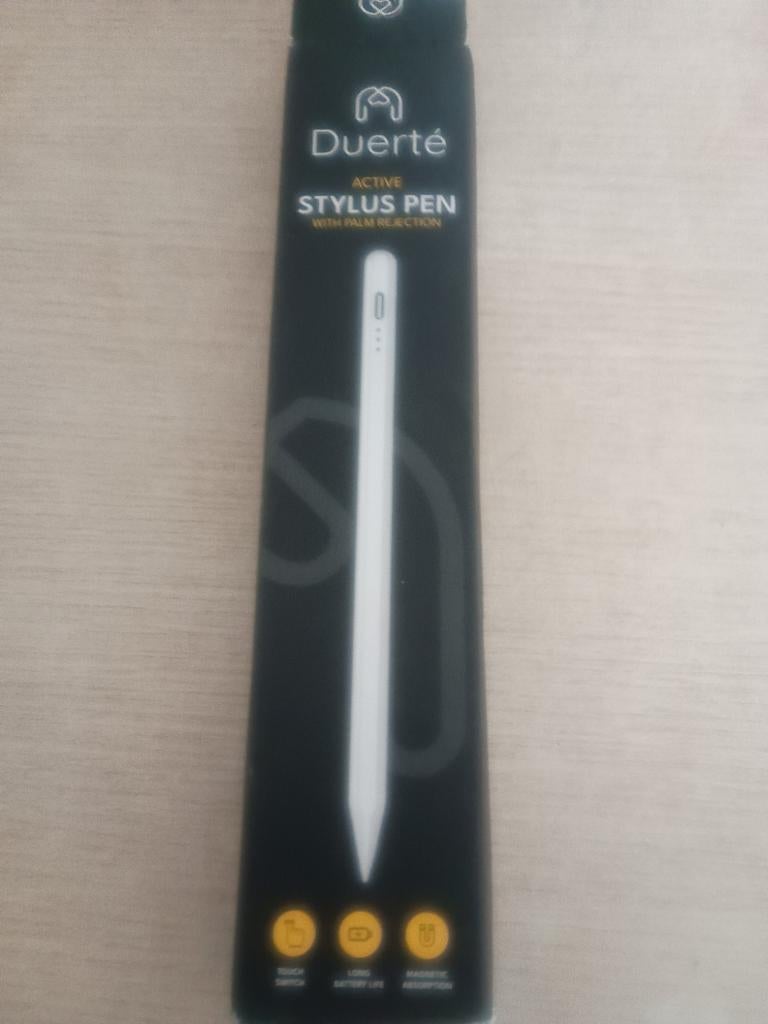 Duerté
ACTIVE
STYLUS PEN
WITH PALM REJECTION
TOUCH
SWITCH
LONG
BATTERY LIFE
MAGNETIC
ABSORPTION